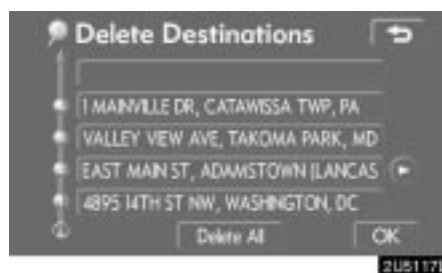 Delete Destinations
1 MAINVILLE DR, CATAWISSA TWP, PA
VALLEY VIEW AVE, TAKOMA PARK, MD
EAST MAIN ST, ADAMSTOWN (LANCAS
4895 14TH ST NW, WASHINGTON, DC
Delete All
OK
2U5117